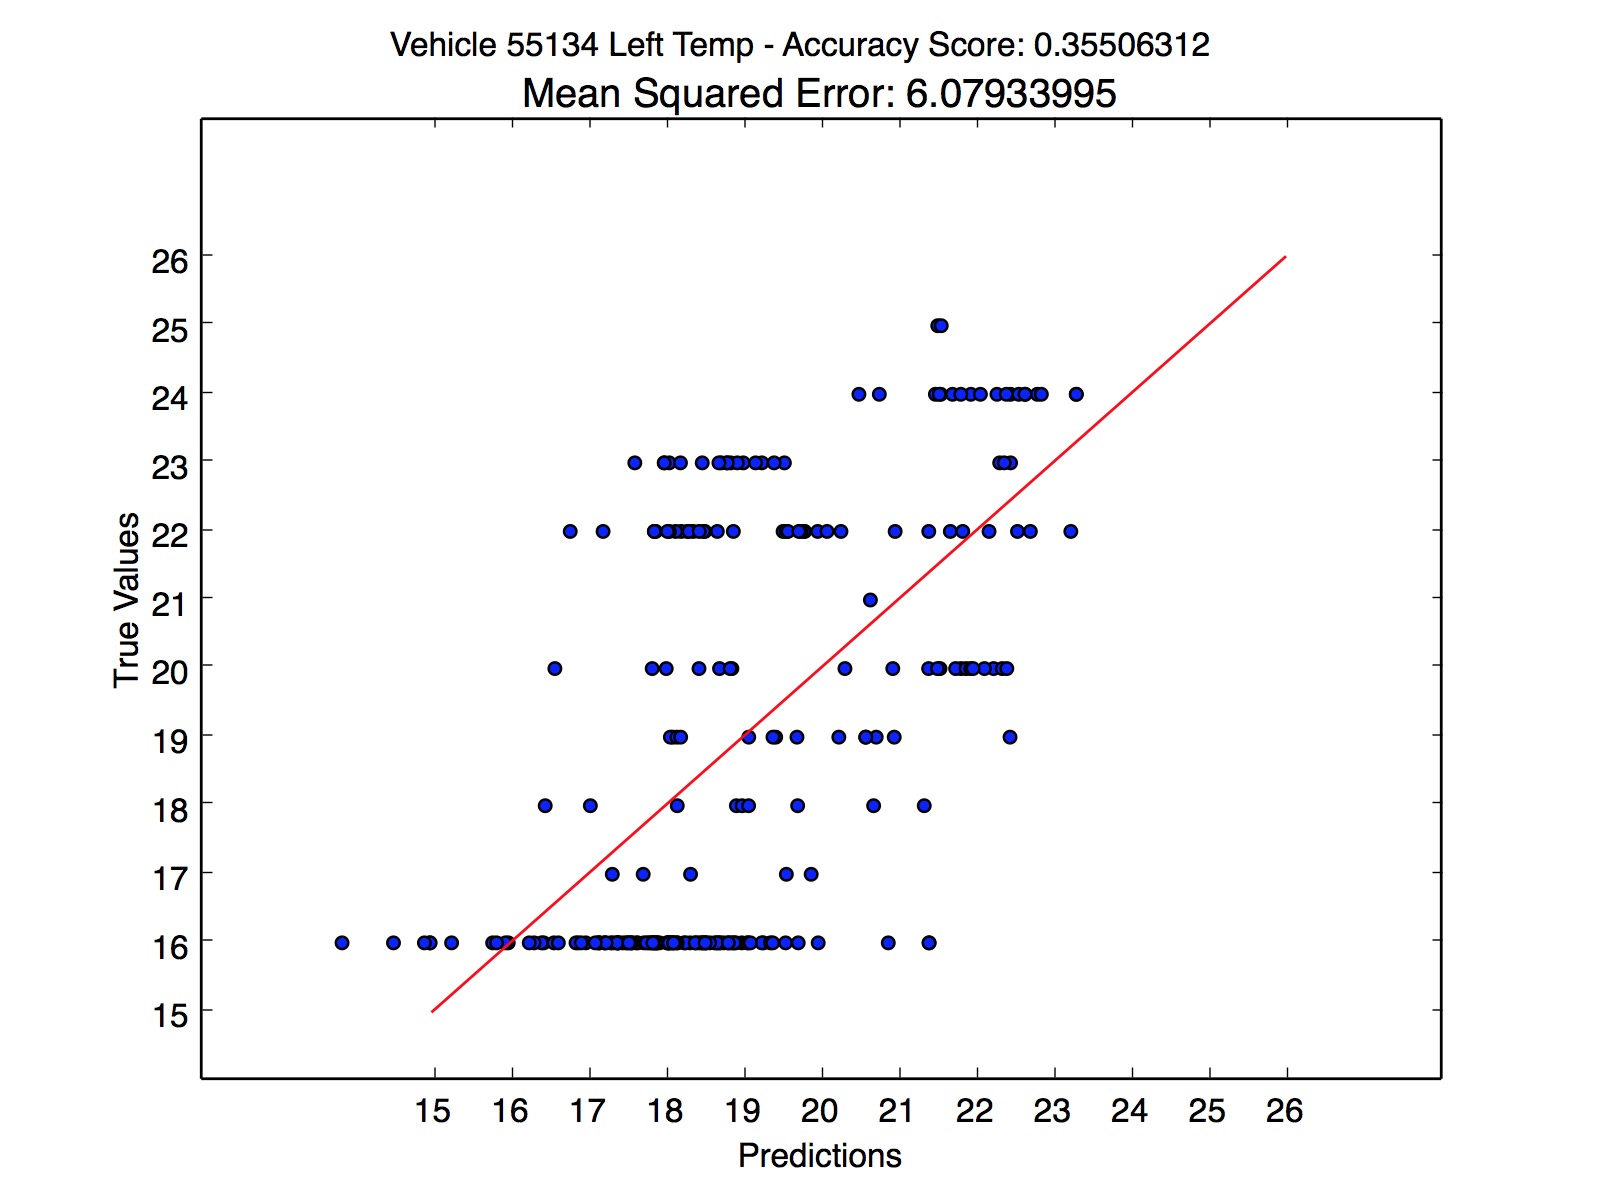 Vehicle 55134 Left Temp - Accuracy Score: 0.35506312
Mean Squared Error: 6.07933995
26
25
24
23
22
21
20
19
18
17
16
15
True Values
15 16 17 18 19 20 21 22 23 24 25 26
Predictions